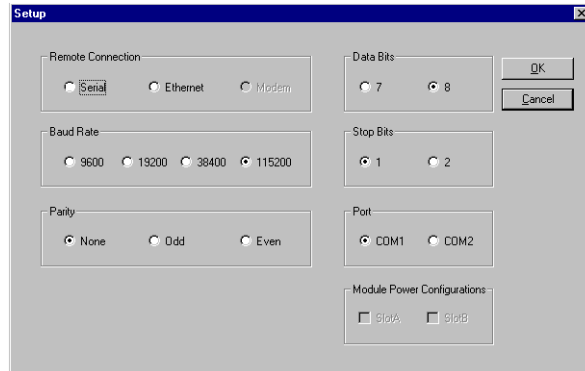 Setup
Remote Connection
Serial Ethernet Modem
Data Bits
7 8
OK
Cancel
Baud Rate
9600 19200 38400 115200
Stop Bits
1 2
Parity
None Odd Even
Port
COM1 COM2
Module Power Configurations
SlotA SlotB